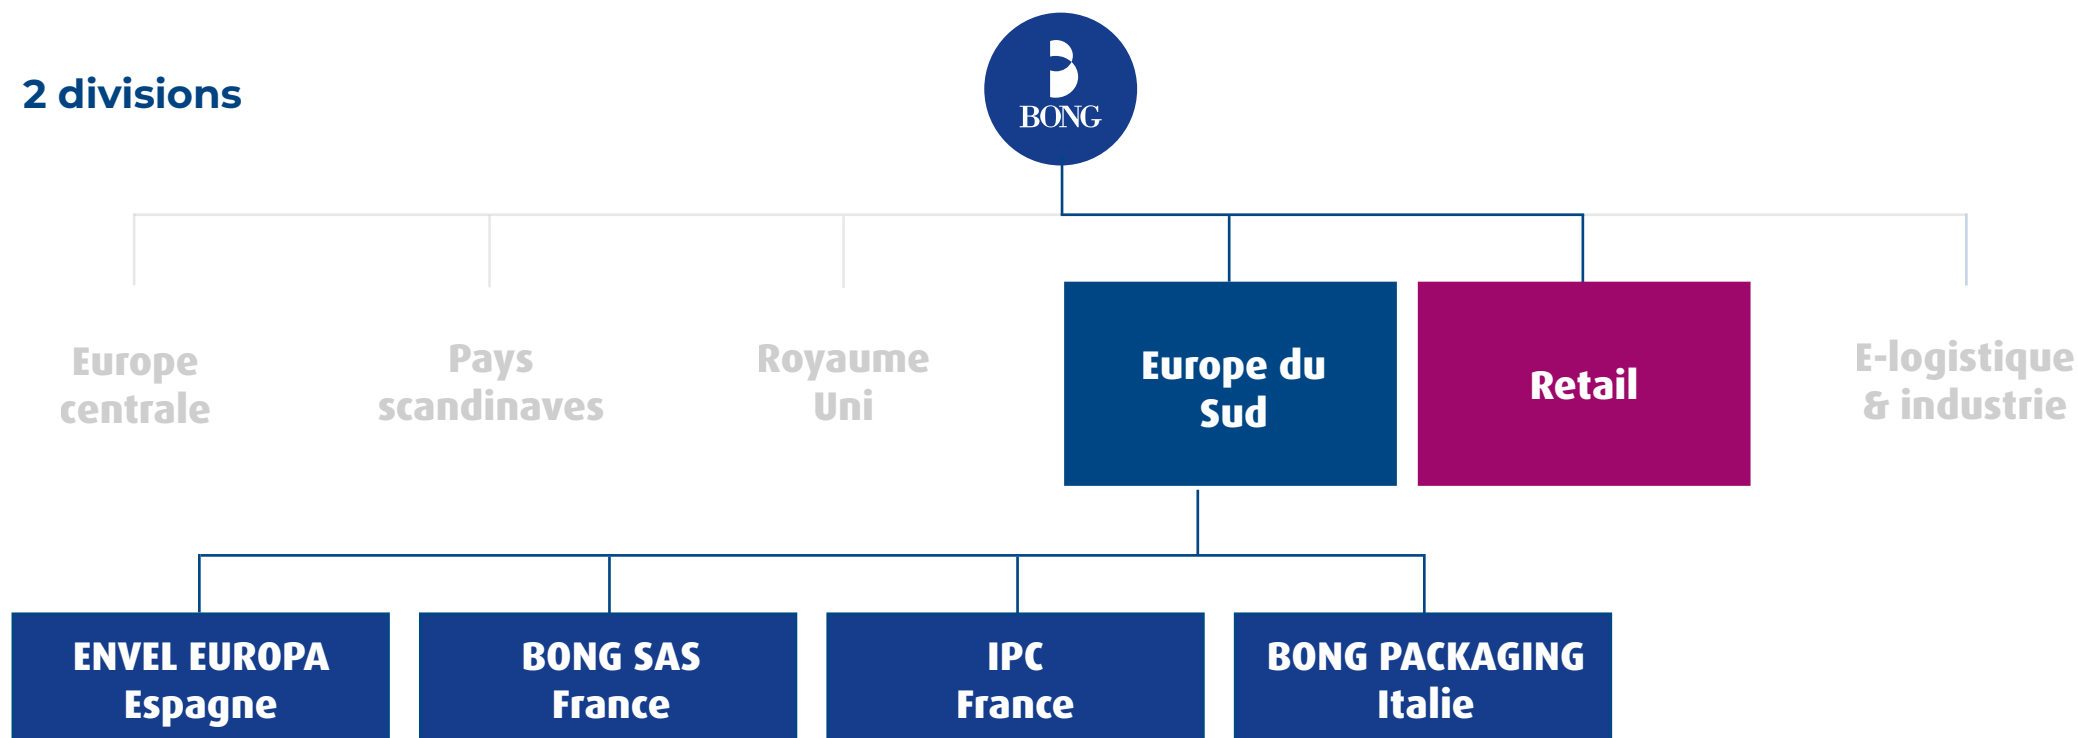 2 divisions
BONG
Europe
centrale
Pays
scandinaves
Royaume
Uni
Europe du
Sud
Retail
E-logistique
& industrie
ENVEL EUROPA
Espagne
BONG SAS
France
IPC
France
BONG PACKAGING
Italie